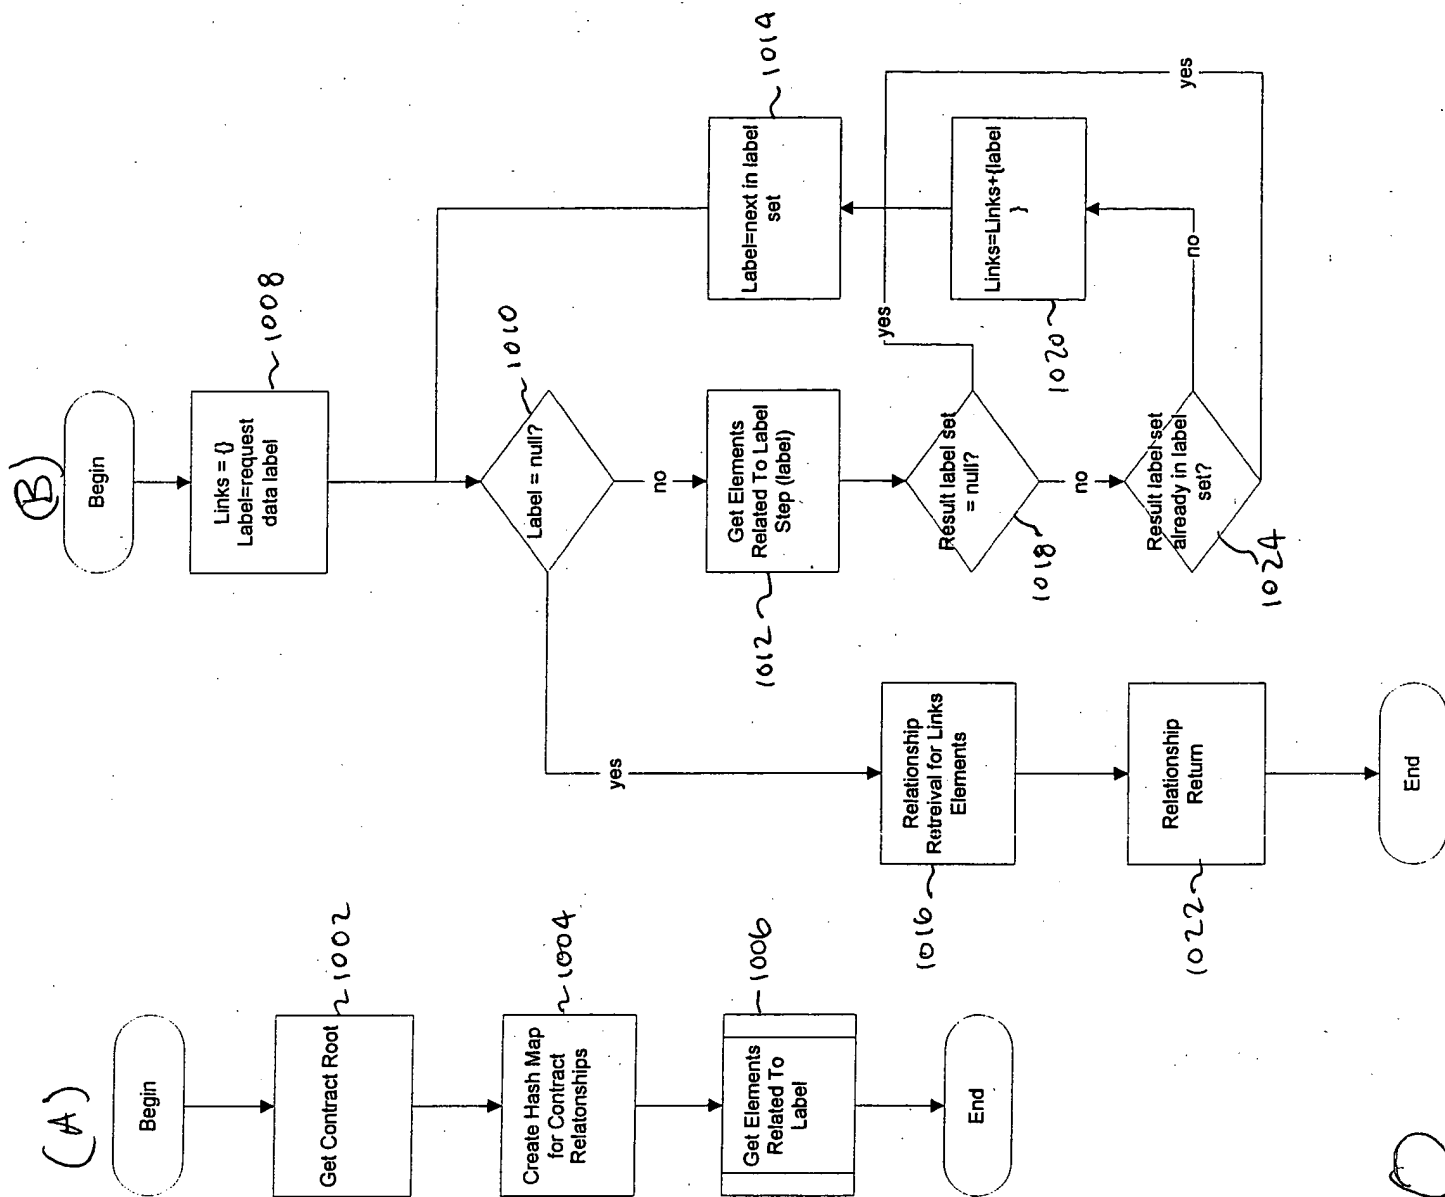 (A)
Begin
Get Contract Root
1002
Create Hash Map
for Contract
Relatonships
1004
Get Elements
Related To
Label
1006
End
(B)
Begin
Links = {}
Label=request
data label
1008
Label = null?
1010
yes
no
Get Elements
Related To Label
Step (label)
1012
Label=next in label
set
1014
Relationship
Retreival for Links
Elements
1016
Result label set
= null?
1018
yes
no
Links=Links+{label
}
1020
Relationship
Return
1022
Result label set
already in label
set?
1024
no
yes
End